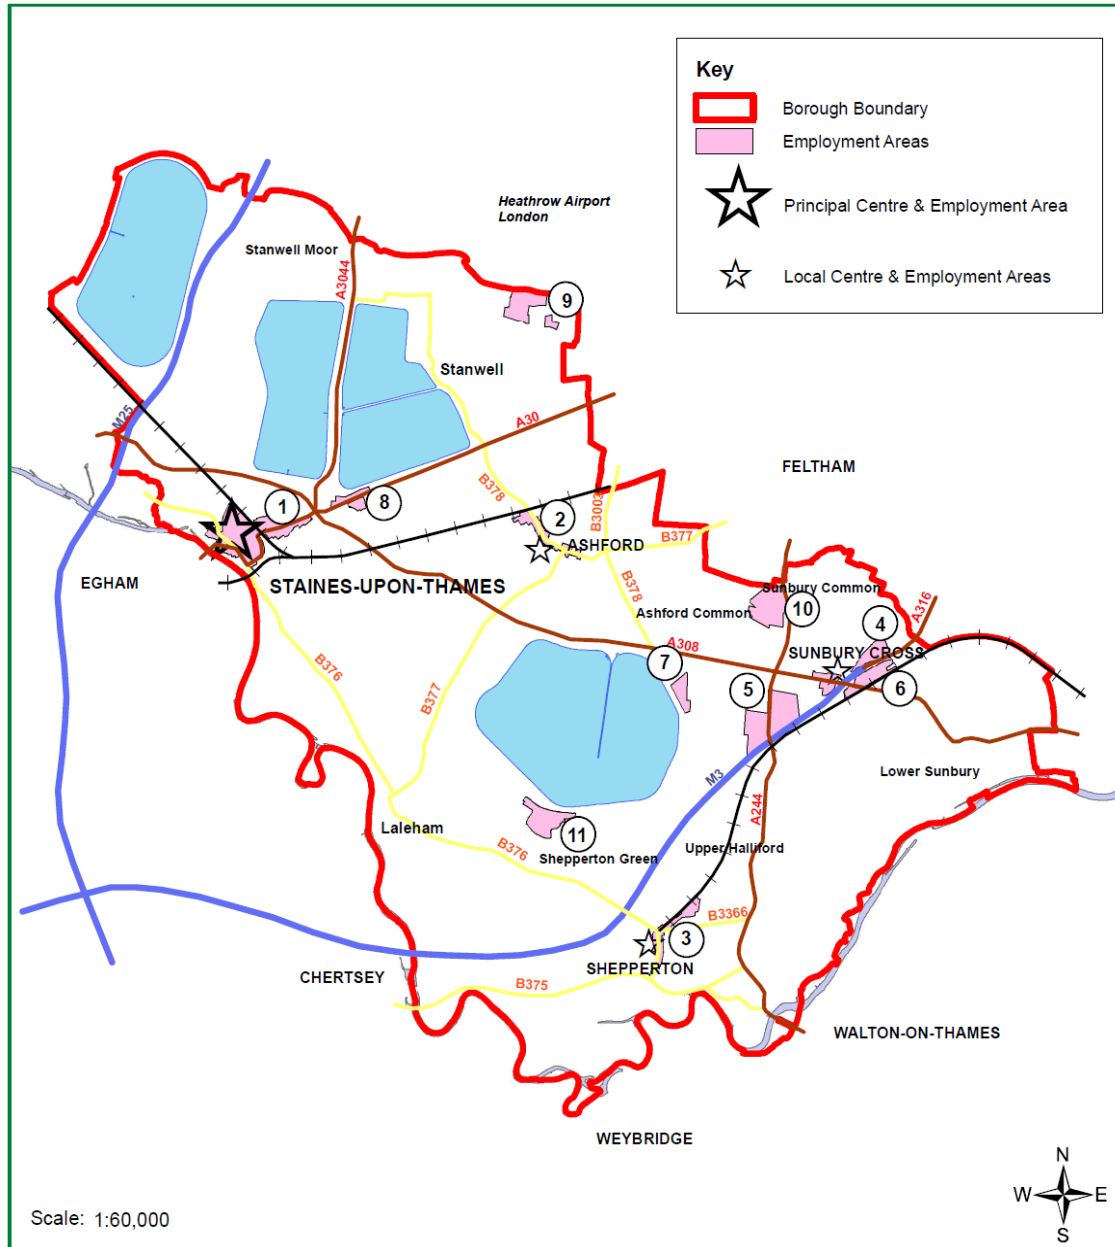 Key
Borough Boundary
Employment Areas
Principal Centre & Employment Area
Local Centre & Employment Areas
Heathrow Airport
London
Stanwell Moor
A3044
9
Stanwell
M25
A30
FELTHAM
B378
B3003
1
8
2
B377
ASHFORD
EGHAM
STAINES-UPON-THAMES
B378
Sunbury Common
Ashford Common
10
A316
4
A308
SUNBURY CROSS
B376
7
B377
5
6
M3
Lower Sunbury
A244
Laleham
11
B376
Upper Halliford
Shepperton Green
B3366
3
SHEPPERTON
CHERTSEY
B375
WALTON-ON-THAMES
WEYBRIDGE
N
W
E
S
Scale: 1:60,000